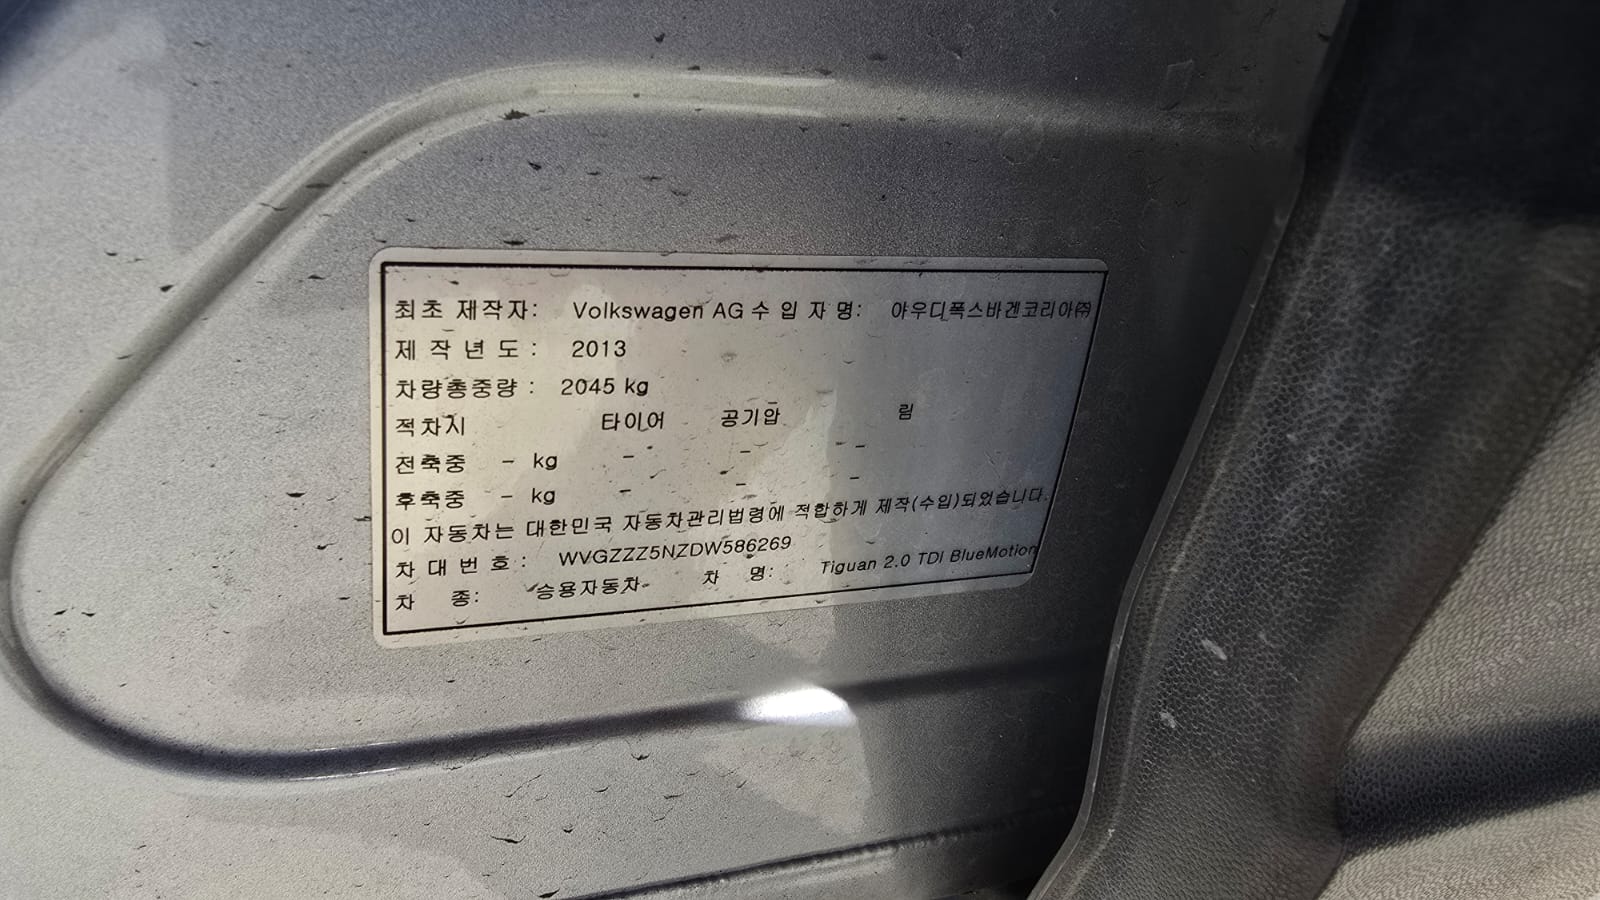 최초 제작자: Volkswagen AG 수 입 자 명: 아우디폭스바겐코리아㈜
제 작 년 도 : 2013
차량총중량 : 2045 kg
적차시 타이어 공기압 림
전축중 - kg - - -
후축중 - kg - - -
이 자동차는 대한민국 자동차관리법령에 적합하게 제작(수입)되었습니다.
차 대 번 호 : WVGZZZ5NZDW586269
차 종: 승용자동차 차 명: Tiguan 2.0 TDI BlueMotion